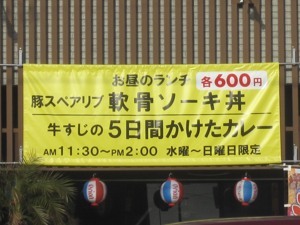 お昼のランチ 各600円
豚スペアリブ 軟骨ソーキ丼
牛すじの 5日間かけたカレー
AM11:30~PM2:00 水曜~日曜日限定